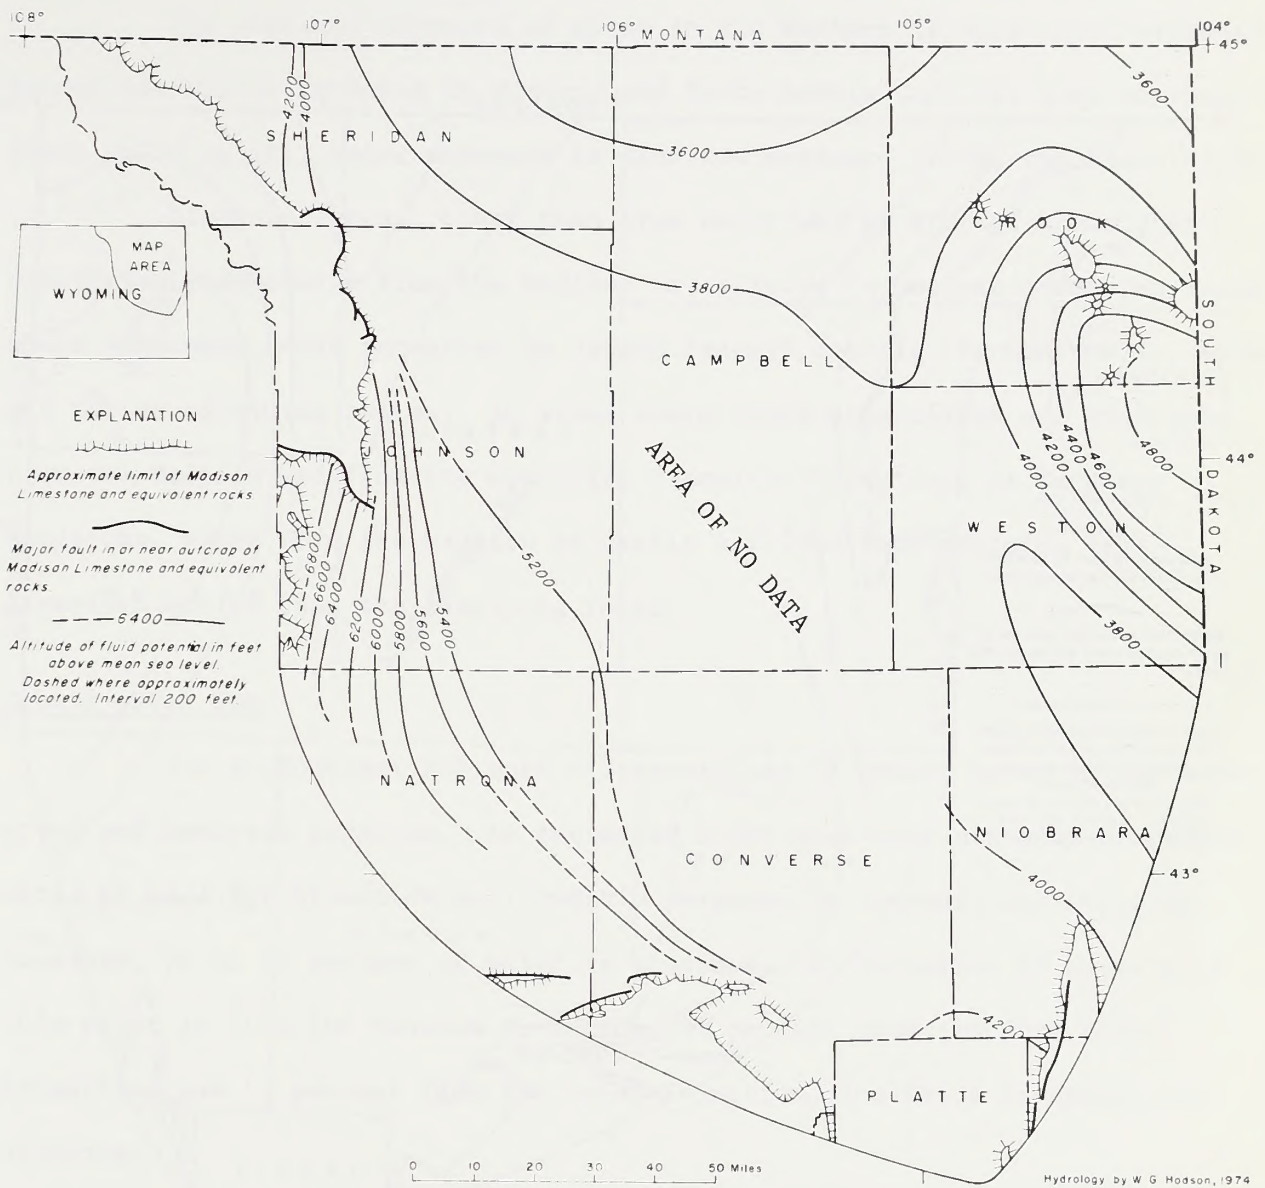 108°
107°
106°
MONTANA
105°
104°
45°
4200
4000
3600
3600
SHERIDAN
CROOK
MAP
AREA
WYOMING
3800
SOUTH
DAKOTA
CAMPBELL
EXPLANATION
Approximate limit of Madison
Limestone and equivalent rocks
Major fault in or near outcrop of
Madison Limestone and equivalent
rocks.
6400
Altitude of fluid potential in feet
above mean sea level.
Dashed where approximately
located. Interval 200 feet.
JOHNSON
AREA OF NO DATA
44°
4000
4200
4400
4600
4800
WESTON
6800
6600
6400
6200
6000
5800
5600
5400
5200
3800
NATRONA
NIOBRARA
CONVERSE
43°
4000
4200
PLATTE
0 10 20 30 40 50 Miles
Hydrology by W G Hodson, 1974